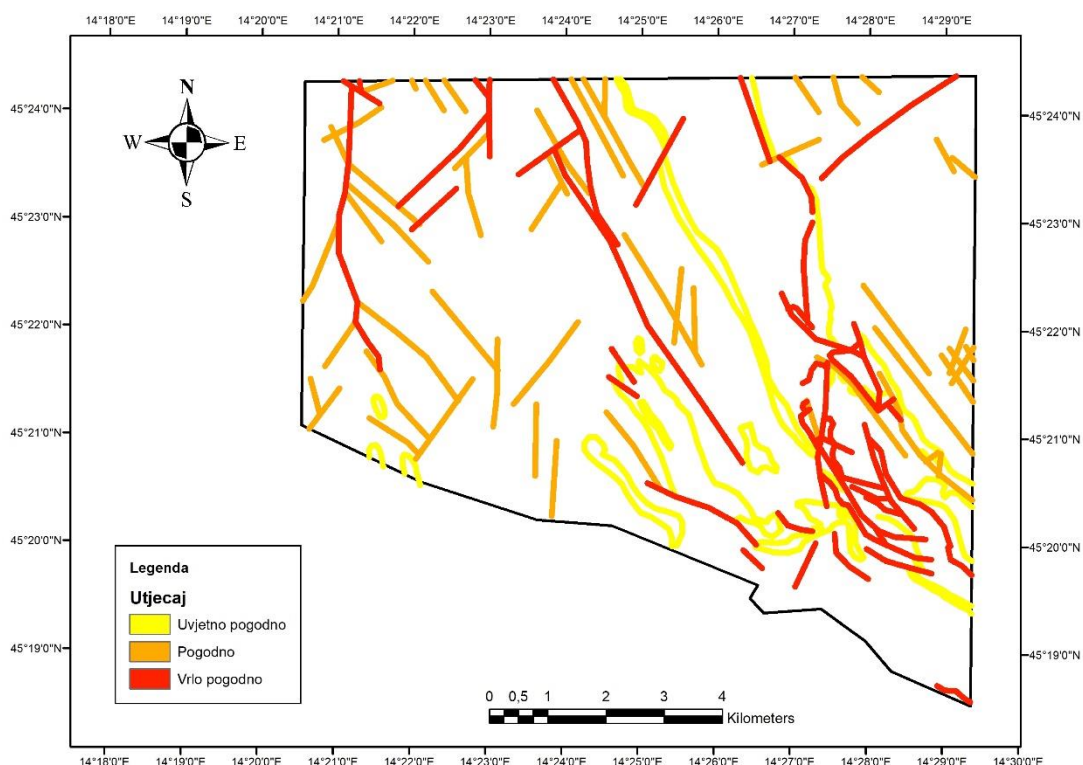 14°18'0"E 14°19'0"E 14°20'0"E 14°21'0"E 14°22'0"E 14°23'0"E 14°24'0"E 14°25'0"E 14°26'0"E 14°27'0"E 14°28'0"E 14°29'0"E
N
W E
S
45°24'0"N 45°24'0"N
45°23'0"N 45°23'0"N
45°22'0"N 45°22'0"N
45°21'0"N 45°21'0"N
45°20'0"N 45°20'0"N
45°19'0"N 45°19'0"N
Legenda
Utjecaj
Uvjetno pogodno
Pogodno
Vrlo pogodno
0 0,5 1 2 3 4
Kilometers
14°18'0"E 14°19'0"E 14°20'0"E 14°21'0"E 14°22'0"E 14°23'0"E 14°24'0"E 14°25'0"E 14°26'0"E 14°27'0"E 14°28'0"E 14°29'0"E 14°30'0"E